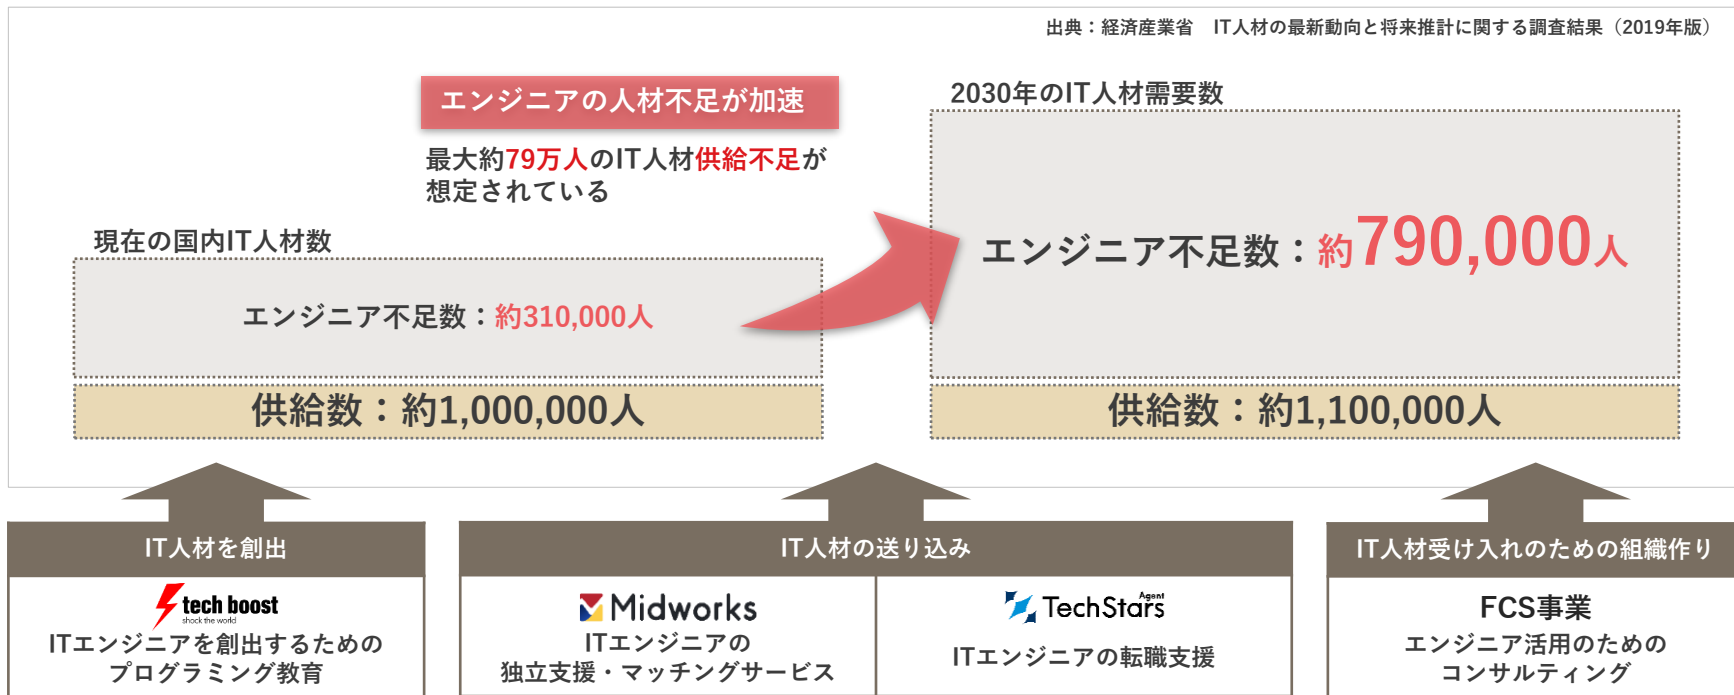 出典：経済産業省　IT人材の最新動向と将来推計に関する調査結果（2019年版）
エンジニアの人材不足が加速
最大約79万人のIT人材供給不足が
想定されている
2030年のIT人材需要数
現在の国内IT人材数
エンジニア不足数：約790,000人
エンジニア不足数：約310,000人
供給数：約1,000,000人
供給数：約1,100,000人
IT人材を創出
tech boost
shock the world
ITエンジニアを創出するための
プログラミング教育
IT人材の送り込み
Midworks
ITエンジニアの
独立支援・マッチングサービス
Agent
TechStars
ITエンジニアの転職支援
IT人材受け入れのための組織作り
FCS事業
エンジニア活用のための
コンサルティング